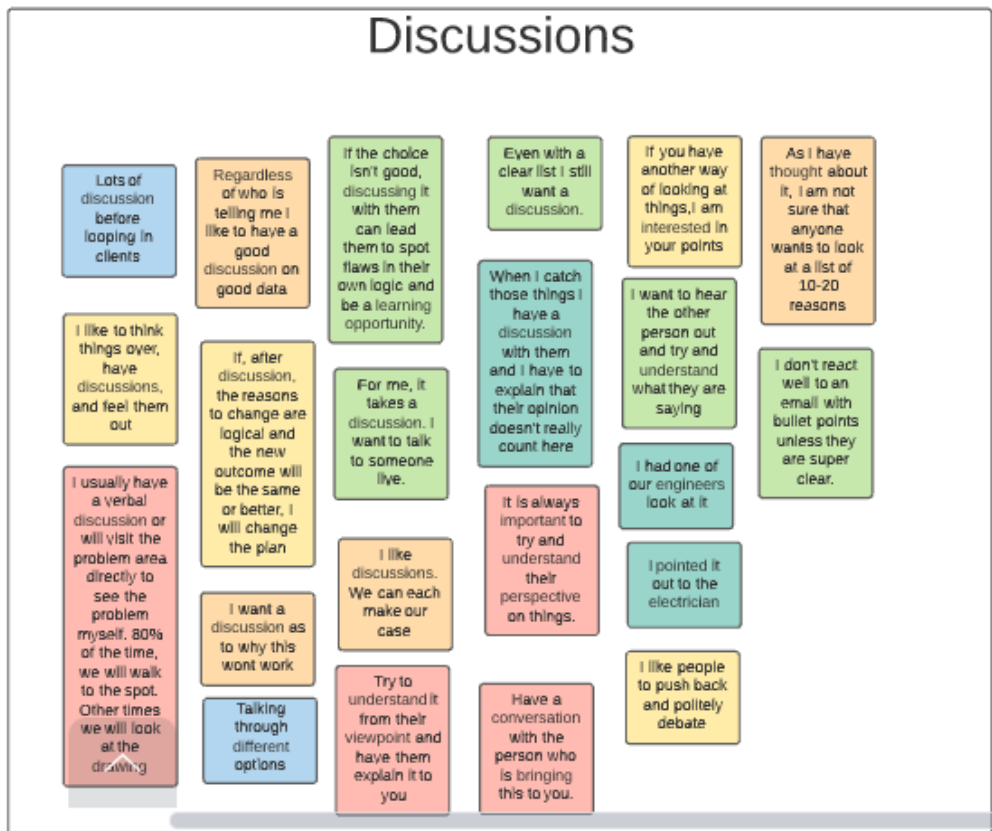 Discussions
Lots of
discussion
before
looping in
clients
I like to think
things over,
have
discussions,
and feel them
out
I usually have
a verbal
discussion or
will visit the
problem area
directly to
see the
problem
myself. 80%
of the time,
we will walk
to the spot.
Other times
we will look
at the
drawing
Regardless
of who is
telling me I
like to have a
good
discussion on
good data
If, after
discussion,
the reasons
to change are
logical and
the new
outcome will
be the same
or better, I
will change
the plan
I want a
discussion as
to why this
wont work
Talking
through
different
options
If the choice
isn't good,
discussing it
with them
can lead
them to spot
flaws in their
own logic and
be a learning
opportunity.
For me, it
takes a
discussion. I
want to talk
to someone
live.
I like
discussions.
We can each
make our
case
Try to
understand it
from their
viewpoint and
have them
explain it to
you
Even with a
clear list I still
want a
discussion.
When I catch
those things I
have a
discussion
with them
and I have to
explain that
their opinion
doesn't really
count here
It is always
important to
try and
understand
their
perspective
on things.
Have a
conversation
with the
person who
is bringing
this to you.
If you have
another way
of looking at
things,I am
interested in
your points
I want to hear
the other
person out
and try and
understand
what they are
saying
I had one of
our engineers
look at it
I pointed it
out to the
electrician
I like people
to push back
and politely
debate
As I have
thought about
it, I am not
sure that
anyone
wants to look
at a list of
10-20
reasons
I don't react
well to an
email with
bullet points
unless they
are super
clear.